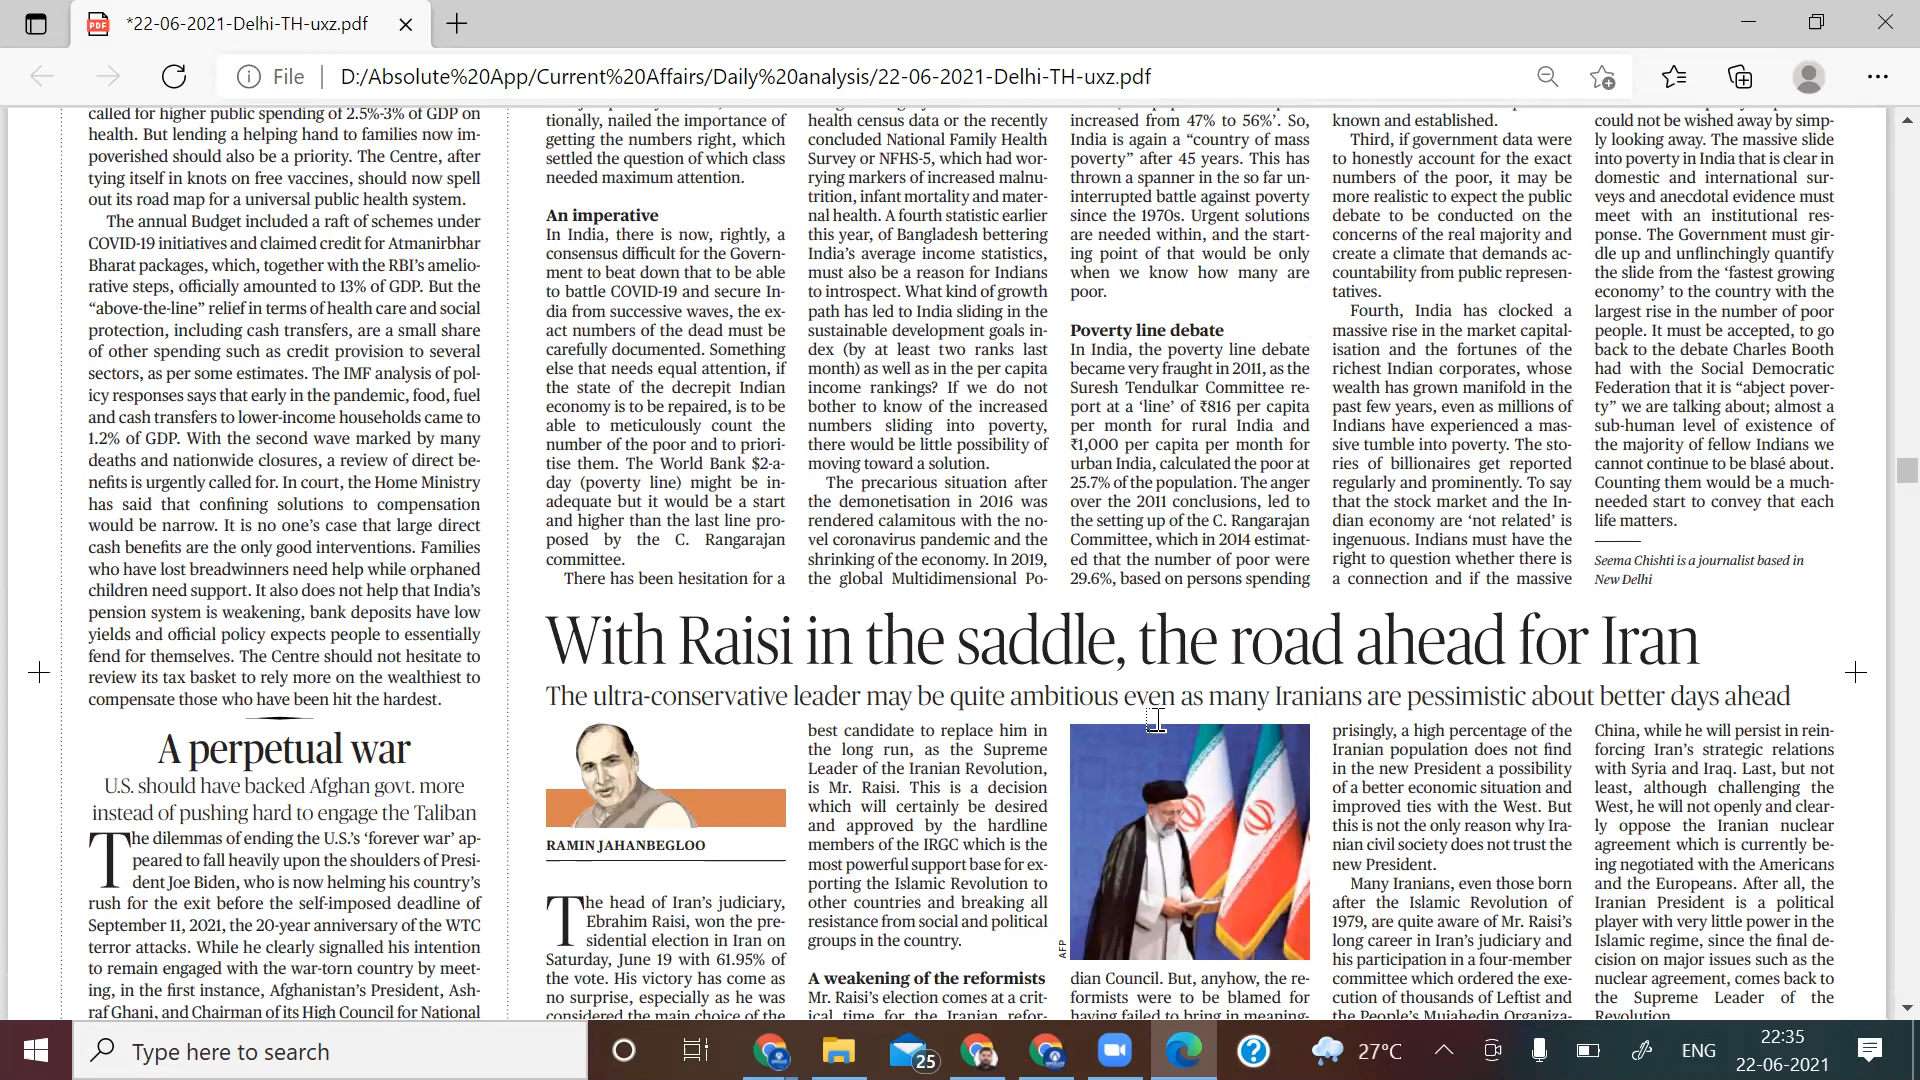 *22-06-2021-Delhi-TH-uxz.pdf
File
D:/Absolute%20App/Current%20Affairs/Daily%20analysis/22-06-2021-Delhi-TH-uxz.pdf
called for higher public spending of 2.5%-3% of GDP on
health. But lending a helping hand to families now im-
poverished should also be a priority. The Centre, after
tying itself in knots on free vaccines, should now spell
out its road map for a universal public health system.
The annual Budget included a raft of schemes under
COVID-19 initiatives and claimed credit for Atmanirbhar
Bharat packages, which, together with the RBI's amelio-
rative steps, officially amounted to 13% of GDP. But the
“above-the-line” relief in terms of health care and social
protection, including cash transfers, are a small share
of other spending such as credit provision to several
sectors, as per some estimates. The IMF analysis of pol-
icy responses says that early in the pandemic, food, fuel
and cash transfers to lower-income households came to
1.2% of GDP. With the second wave marked by many
deaths and nationwide closures, a review of direct be-
nefits is urgently called for. In court, the Home Ministry
has said that confining solutions to compensation
would be narrow. It is no one's case that large direct
cash benefits are the only good interventions. Families
who have lost breadwinners need help while orphaned
children need support. It also does not help that India's
pension system is weakening, bank deposits have low
yields and official policy expects people to essentially
fend for themselves. The Centre should not hesitate to
review its tax basket to rely more on the wealthiest to
compensate those who have been hit the hardest.
A perpetual war
U.S. should have backed Afghan govt. more
instead of pushing hard to engage the Taliban
The dilemmas of ending the U.S.'s 'forever war' ap-
peared to fall heavily upon the shoulders of Presi-
dent Joe Biden, who is now helming his country's
rush for the exit before the self-imposed deadline of
September 11, 2021, the 20-year anniversary of the WTC
terror attacks. While he clearly signalled his intention
to remain engaged with the war-torn country by meet-
ing, in the first instance, Afghanistan's President, Ash-
raf Ghani, and Chairman of its High Council for National
tionally, nailed the importance of
getting the numbers right, which
settled the question of which class
needed maximum attention.
An imperative
In India, there is now, rightly, a
consensus difficult for the Govern-
ment to beat down that to be able
to battle COVID-19 and secure In-
dia from successive waves, the ex-
act numbers of the dead must be
carefully documented. Something
else that needs equal attention, if
the state of the decrepit Indian
economy is to be repaired, is to be
able to meticulously count the
number of the poor and to priori-
tise them. The World Bank $2-a-
day (poverty line) might be in-
adequate but it would be a start
and higher than the last line pro-
posed by the C. Rangarajan
committee.
There has been hesitation for a
health census data or the recently
concluded National Family Health
Survey or NFHS-5, which had wor-
rying markers of increased malnu-
trition, infant mortality and mater-
nal health. A fourth statistic earlier
this year, of Bangladesh bettering
India's average income statistics,
must also be a reason for Indians
to introspect. What kind of growth
path has led to India sliding in the
sustainable development goals in-
dex (by at least two ranks last
month) as well as in the per capita
income rankings? If we do not
bother to know of the increased
numbers sliding into poverty,
there would be little possibility of
moving toward a solution.
The precarious situation after
the demonetisation in 2016 was
rendered calamitous with the no-
vel coronavirus pandemic and the
shrinking of the economy. In 2019,
the global Multidimensional Po-
increased from 47% to 56%'. So,
India is again a “country of mass
poverty” after 45 years. This has
thrown a spanner in the so far un-
interrupted battle against poverty
since the 1970s. Urgent solutions
are needed within, and the start-
ing point of that would be only
when we know how many are
poor.
Poverty line debate
In India, the poverty line debate
became very fraught in 2011, as the
Suresh Tendulkar Committee re-
port at a 'line' of ₹816 per capita
per month for rural India and
₹1,000 per capita per month for
urban India, calculated the poor at
25.7% of the population. The anger
over the 2011 conclusions, led to
the setting up of the C. Rangarajan
Committee, which in 2014 estimat-
ed that the number of poor were
29.6%, based on persons spending
known and established.
Third, if government data were
to honestly account for the exact
numbers of the poor, it may be
more realistic to expect the public
debate to be conducted on the
concerns of the real majority and
create a climate that demands ac-
countability from public represen-
tatives.
Fourth, India has clocked a
massive rise in the market capital-
isation and the fortunes of the
richest Indian corporates, whose
wealth has grown manifold in the
past few years, even as millions of
Indians have experienced a mas-
sive tumble into poverty. The sto-
ries of billionaires get reported
regularly and prominently. To say
that the stock market and the In-
dian economy are 'not related' is
ingenuous. Indians must have the
right to question whether there is
a connection and if the massive
could not be wished away by simp-
ly looking away. The massive slide
into poverty in India that is clear in
domestic and international sur-
veys and anecdotal evidence must
meet with an institutional res-
ponse. The Government must gir-
dle up and unflinchingly quantify
the slide from the 'fastest growing
economy' to the country with the
largest rise in the number of poor
people. It must be accepted, to go
back to the debate Charles Booth
had with the Social Democratic
Federation that it is “abject pover-
ty” we are talking about; almost a
sub-human level of existence of
the majority of fellow Indians we
cannot continue to be blasé about.
Counting them would be a much-
needed start to convey that each
life matters.
Seema Chishti is a journalist based in
New Delhi
With Raisi in the saddle, the road ahead for Iran
The ultra-conservative leader may be quite ambitious even as many Iranians are pessimistic about better days ahead
RAMIN JAHANBEGLOO
The head of Iran's judiciary,
Ebrahim Raisi, won the pre-
sidential election in Iran on
Saturday, June 19 with 61.95% of
the vote. His victory has come as
no surprise, especially as he was
considered the main choice of the
best candidate to replace him in
the long run, as the Supreme
Leader of the Iranian Revolution,
is Mr. Raisi. This is a decision
which will certainly be desired
and approved by the hardline
members of the IRGC which is the
most powerful support base for ex-
porting the Islamic Revolution to
other countries and breaking all
resistance from social and political
groups in the country.
A weakening of the reformists
Mr. Raisi's election comes at a crit-
ical time for the Iranian refor-
AFP
dian Council. But, anyhow, the re-
formists were to be blamed for
having failed to bring in meaning-
prisingly, a high percentage of the
Iranian population does not find
in the new President a possibility
of a better economic situation and
improved ties with the West. But
this is not the only reason why Ira-
nian civil society does not trust the
new President.
Many Iranians, even those born
after the Islamic Revolution of
1979, are quite aware of Mr. Raisi's
long career in Iran's judiciary and
his participation in a four-member
committee which ordered the exe-
cution of thousands of Leftist and
the People's Mujahedin Organiza-
China, while he will persist in rein-
forcing Iran's strategic relations
with Syria and Iraq. Last, but not
least, although challenging the
West, he will not openly and clear-
ly oppose the Iranian nuclear
agreement which is currently be-
ing negotiated with the Americans
and the Europeans. After all, the
Iranian President is a political
player with very little power in the
Islamic regime, since the final de-
cision on major issues such as the
nuclear agreement, comes back to
the Supreme Leader of the
Revolution.
Type here to search
25
27°C
ENG
22:35
22-06-2021